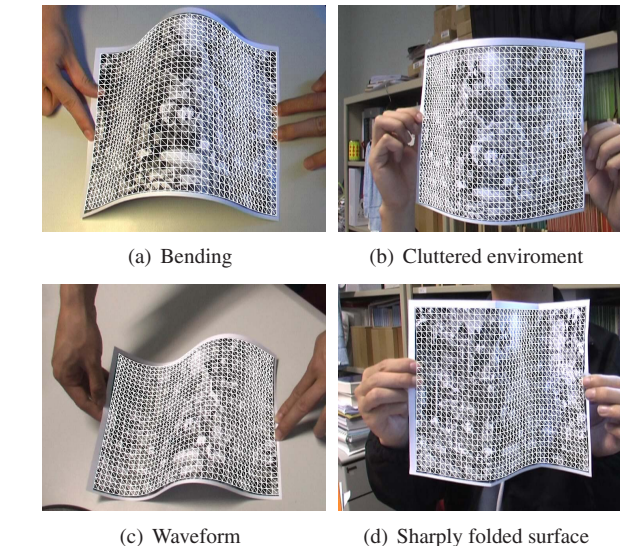 (a) Bending
(b) Cluttered enviroment
(c) Waveform
(d) Sharply folded surface